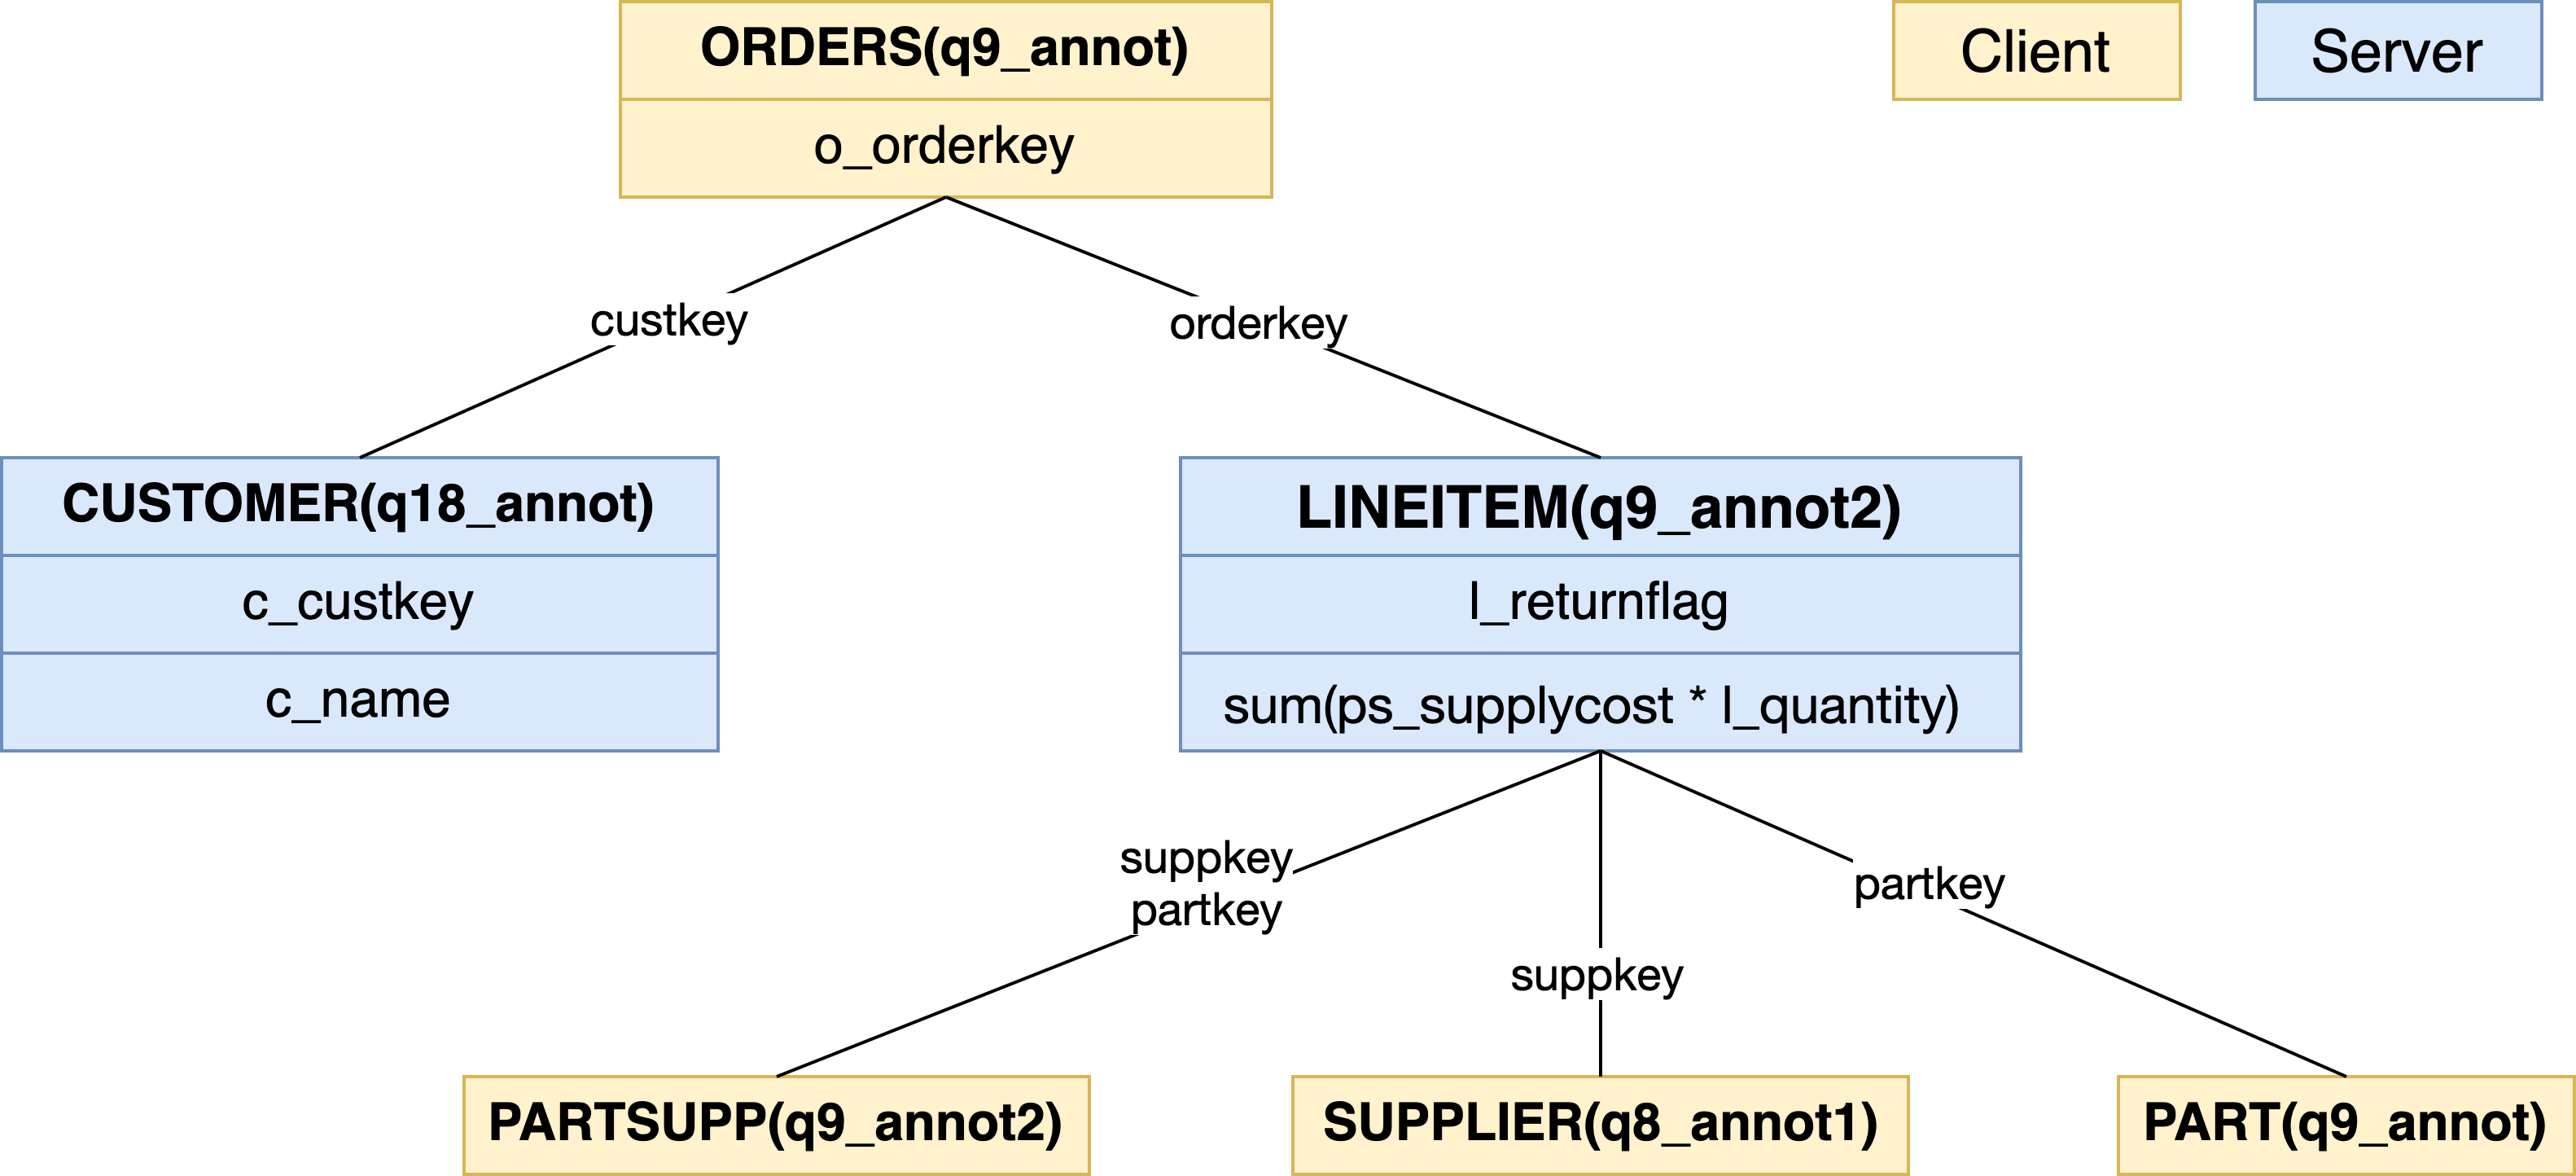 ORDERS(q9_annot)
Client
Server
o_orderkey
custkey
orderkey
CUSTOMER(q18_annot)
c_custkey
c_name
LINEITEM(q9_annot2)
l_returnflag
sum(ps_supplycost * l_quantity)
suppkey
partkey
suppkey
partkey
PARTSUPP(q9_annot2)
SUPPLIER(q8_annot1)
PART(q9_annot)